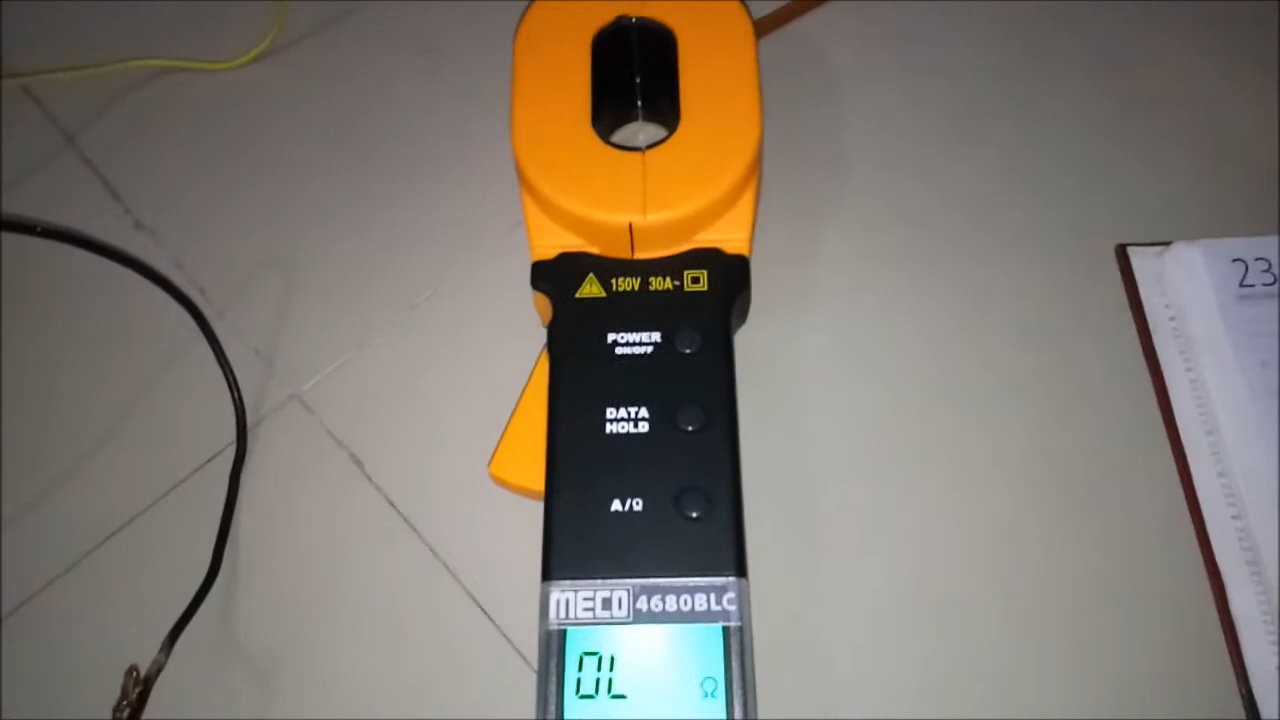 150V 30A~
POWER
ON/OFF
DATA
HOLD
A/Ω
MECO 4680BLC
OL Ω
23